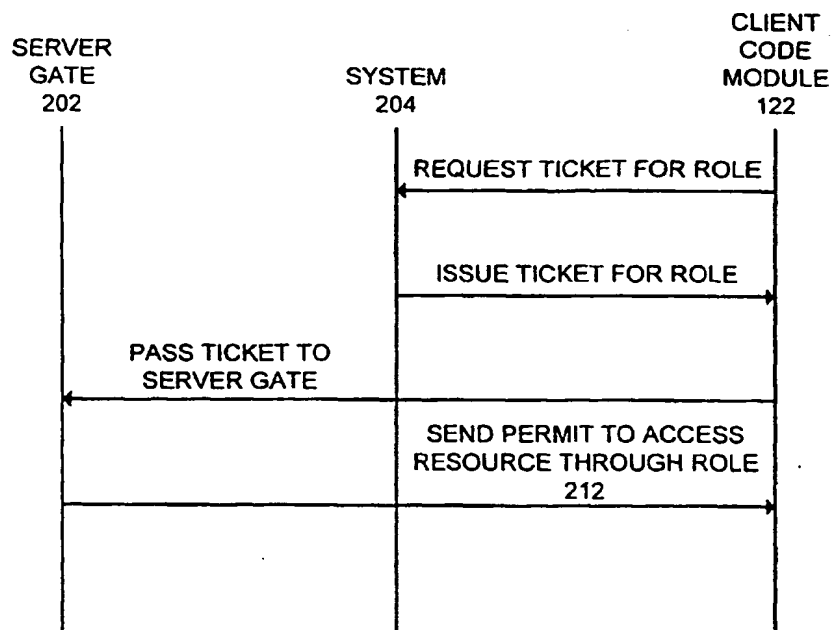 SERVER
GATE
202
SYSTEM
204
CLIENT
CODE
MODULE
122
REQUEST TICKET FOR ROLE
ISSUE TICKET FOR ROLE
PASS TICKET TO
SERVER GATE
SEND PERMIT TO ACCESS
RESOURCE THROUGH ROLE
212